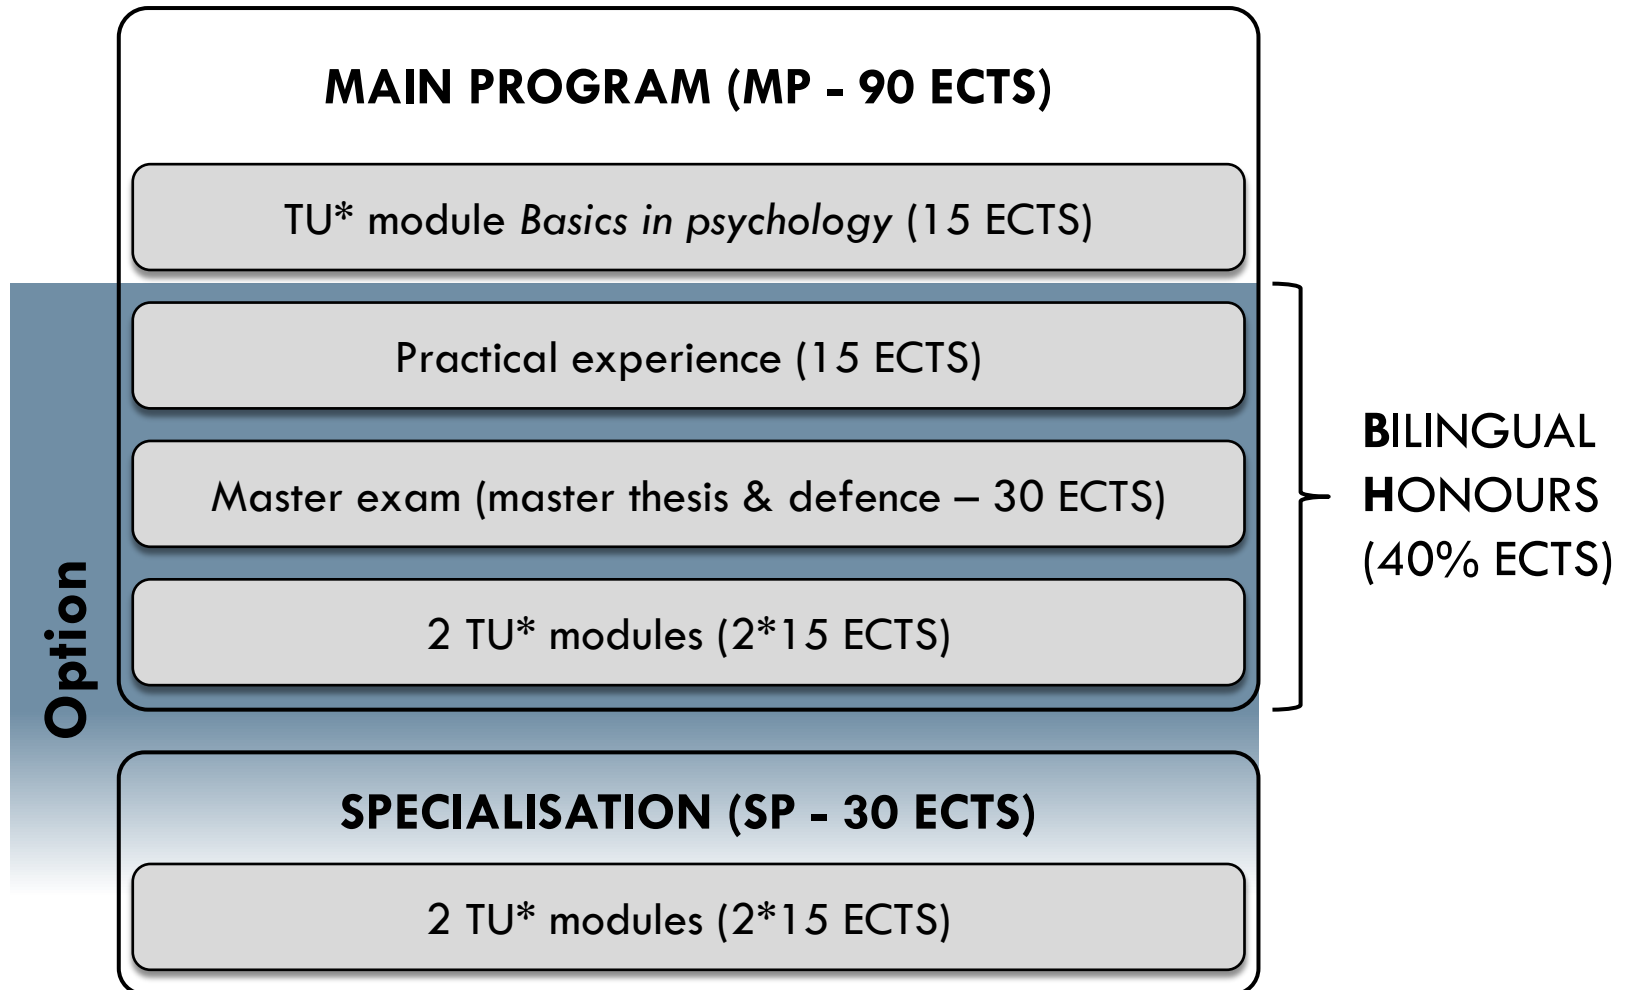 MAIN PROGRAM (MP - 90 ECTS)
TU* module Basics in psychology (15 ECTS)
Practical experience (15 ECTS)
Master exam (master thesis & defence – 30 ECTS)
2 TU* modules (2*15 ECTS)
Option
BILINGUAL
HONOURS
(40% ECTS)
SPECIALISATION (SP - 30 ECTS)
2 TU* modules (2*15 ECTS)